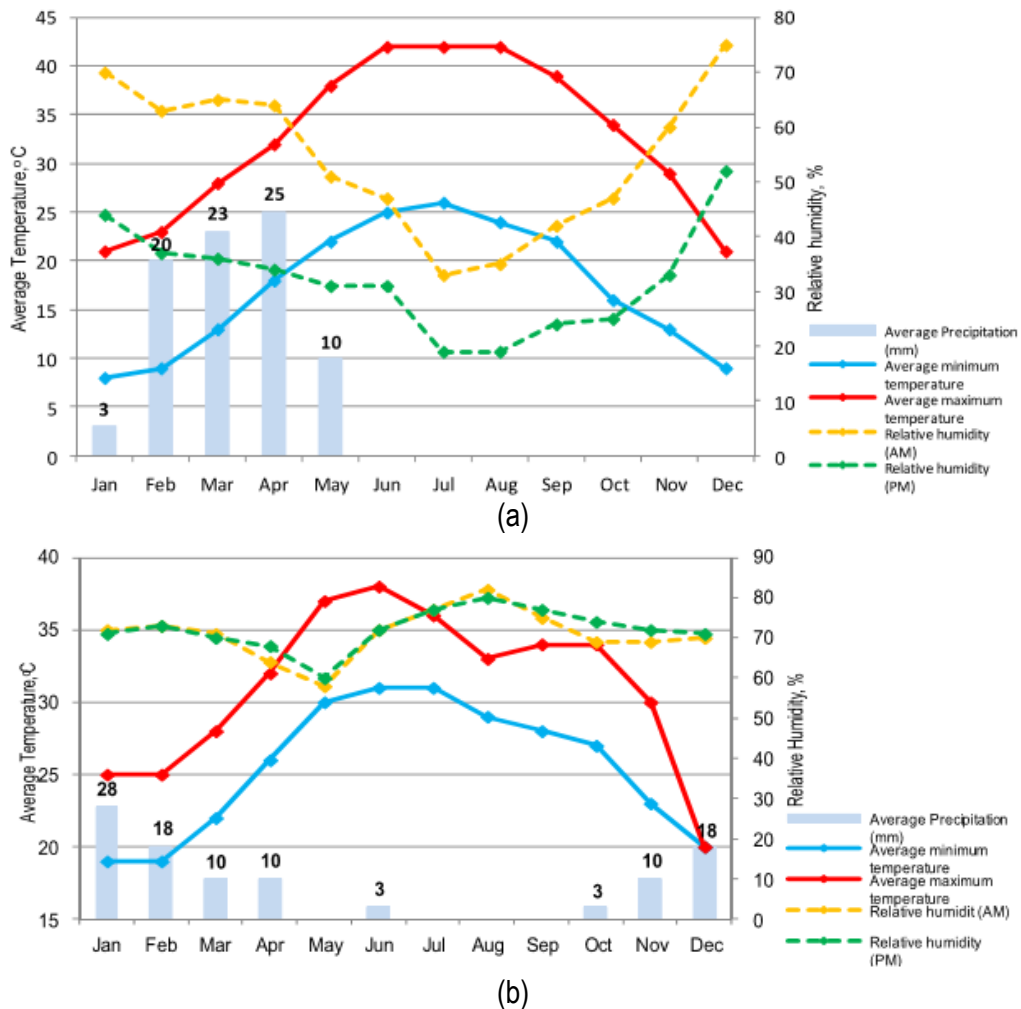 45
40
35
30
25
20
15
10
5
0
Average Temperature,°C
80
70
60
50
40
30
20
10
0
Relative humidity, %
3
20
23
25
10
Jan Feb Mar Apr May Jun Jul Aug Sep Oct Nov Dec
Average Precipitation
(mm)
Average minimum
temperature
Average maximum
temperature
Relative humidity
(AM)
Relative humidity
(PM)
(a)
40
35
30
25
20
15
Average Temperature,°C
90
80
70
60
50
40
30
20
10
0
Relative Humidity, %
28
18
10
10
3
3
10
18
Jan Feb Mar Apr May Jun Jul Aug Sep Oct Nov Dec
Average Precipitation
(mm)
Average minimum
temperature
Average maximum
temperature
Relative humidit (AM)
Relative humidity
(PM)
(b)